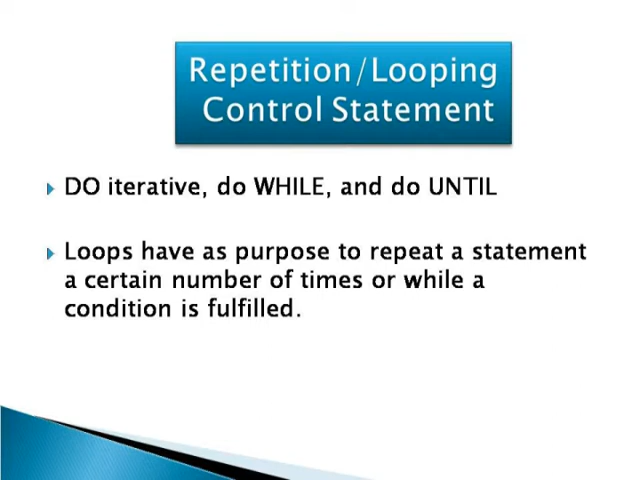 Repetition/Looping
Control Statement
DO iterative, do WHILE, and do UNTIL
Loops have as purpose to repeat a statement
a certain number of times or while a
condition is fulfilled.